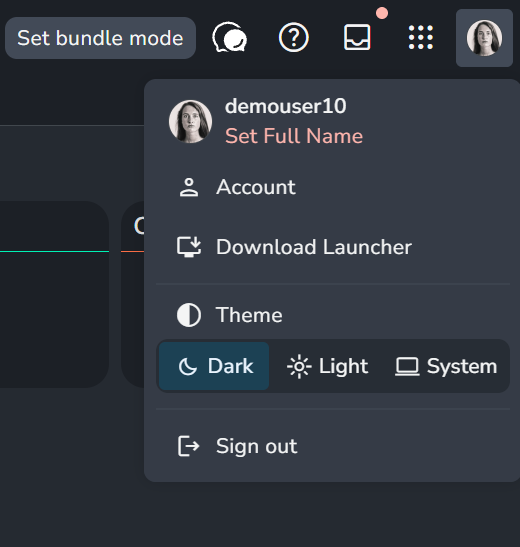 Set bundle mode
demouser10
Set Full Name
Account
Download Launcher
Theme
Dark Light System
Sign out